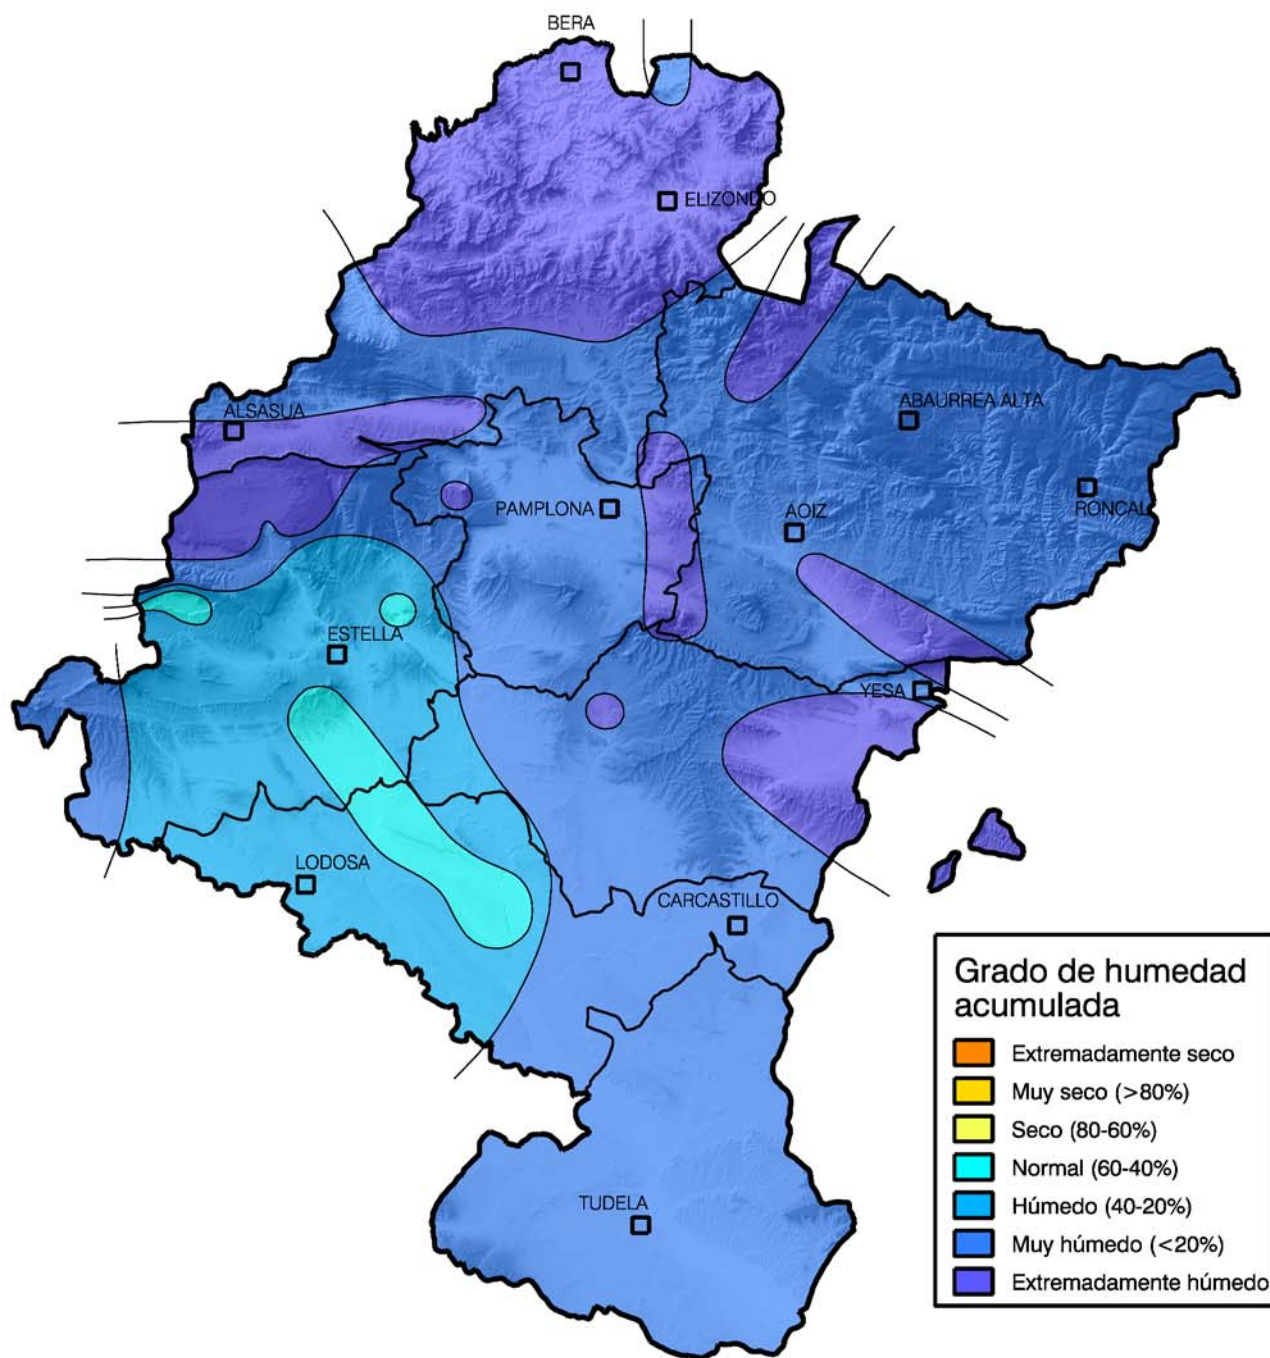 BERA
ELIZONDO
ALSASUA
ABAURREA ALTA
PAMPLONA
AOIZ
RONCAL
ESTELLA
YESA
LODOSA
CARCASTILLO
TUDELA
Grado de humedad
acumulada
Extremadamente seco
Muy seco (>80%)
Seco (80-60%)
Normal (60-40%)
Húmedo (40-20%)
Muy húmedo (<20%)
Extremadamente húmedo